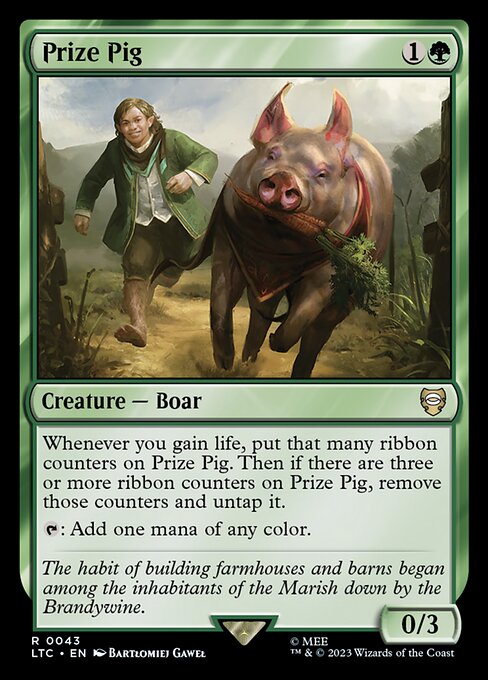 Prize Pig 1
Creature — Boar
Whenever you gain life, put that many ribbon
counters on Prize Pig. Then if there are three
or more ribbon counters on Prize Pig, remove
those counters and untap it.
: Add one mana of any color.
The habit of building farmhouses and barns began
among the inhabitants of the Marish down by the
Brandywine.
0/3
R 0043
LTC • EN Bartłomiej Gaweł
© MEE
™ & © 2023 Wizards of the Coast